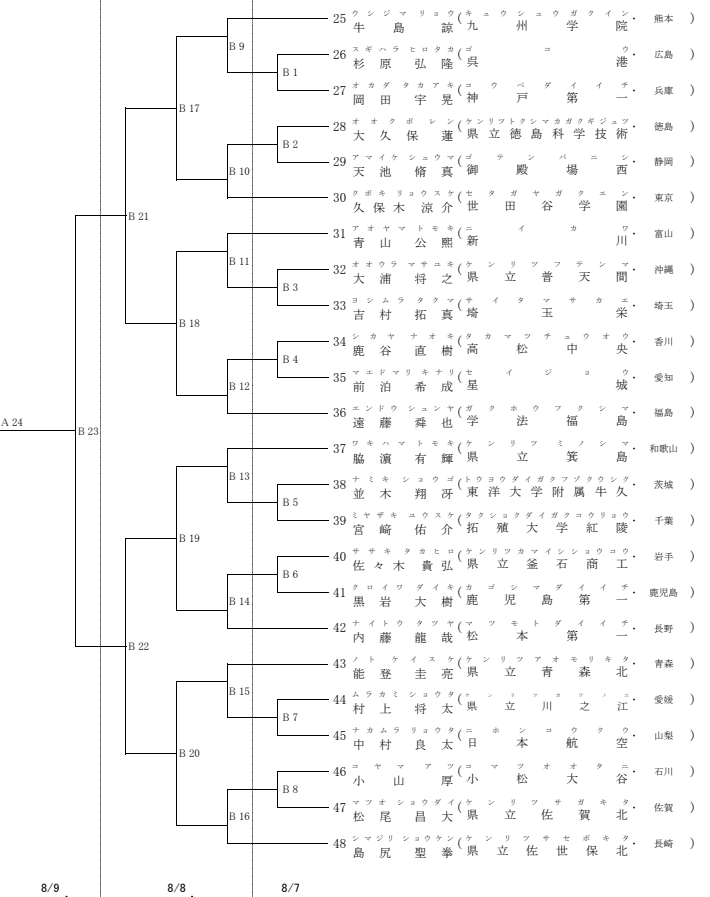 25 ウシジマリョウ キュウシュウガクイン
牛島諒(九州学院・熊本)
B 9
26 スギハラヒロタカ ゴコウ
杉原弘隆(呉港・広島)
B 1
27 オカダタカアキ コウベダイイチ
岡田宇晃(神戸第一・兵庫)
B 17
28 オオクボレン ケンリツトクシマカガクギジュツ
大久保蓮(県立徳島科学技術・徳島)
B 2
29 アマイケシュウマ ゴテンバニシ
天池脩真(御殿場西・静岡)
B 10
30 クボキリョウスケ セタガヤガクエン
久保木涼介(世田谷学園・東京)
B 21
31 アオヤマトモキ ニイカワ
青山公熙(新川・富山)
B 11
32 オオウラマサユキ ケンリツフテンマ
大浦将之(県立普天間・沖縄)
B 3
33 ヨシムラタクマ サイタマサカエ
吉村拓真(埼玉栄・埼玉)
B 18
34 シカヤナオキ タカマツチュウオウ
鹿谷直樹(高松中央・香川)
B 4
35 マエドマリキナリ セイジョウ
前泊希成(星城・愛知)
B 12
36 エンドウシュンヤ ガクホウフクシマ
遠藤舜也(学法福島・福島)
A 24
B 23
37 ワキハマトモキ ケンリツミノシマ
脇濵有輝(県立箕島・和歌山)
B 13
38 ナミキショウゴ トウヨウダイガクフゾクウシク
並木翔冴(東洋大学附属牛久・茨城)
B 5
39 ミヤザキユウスケ タクショクダイガクコウリョウ
宮﨑佑介(拓殖大学紅陵・千葉)
B 19
40 ササキタカヒロ ケンリツカマイシショウコウ
佐々木貴弘(県立釜石商工・岩手)
B 6
41 クロイワダイキ カゴシマダイイチ
黒岩大樹(鹿児島第一・鹿児島)
B 14
42 ナイトウタツヤ マツモトダイイチ
内藤龍哉(松本第一・長野)
B 22
43 ノトケイスケ ケンリツアオモリキタ
能登圭亮(県立青森北・青森)
B 15
44 ムラカミショウタ ケンリツヨリノエ
村上将太(県立川之江・愛媛)
B 7
45 ナカムラリョウタ ニホンコウクウ
中村良太(日本航空・山梨)
B 20
46 コヤマアツ コマツオオタニ
小山厚(小松大谷・石川)
B 8
47 マツオショウダイ ケンリツサガキタ
松尾昌大(県立佐賀北・佐賀)
B 16
48 シマジリショウケン ケンリツサセボキタ
島尻聖拳(県立佐世保北・長崎)
8/9 8/8 8/7